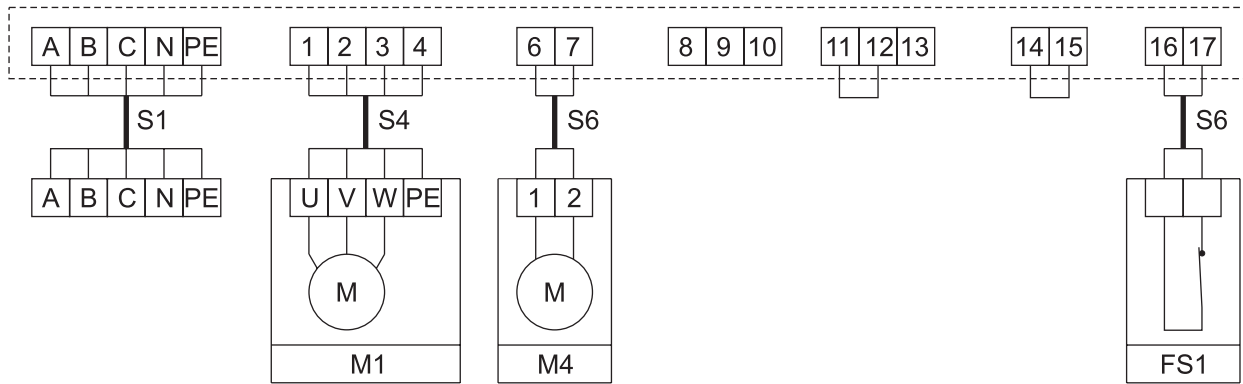 A B C N PE 1 2 3 4 6 7 8 9 10 11 12 13 14 15 16 17
S1 S4 S6 S6
A B C N PE U V W PE 1 2
M M
M1 M4 FS1